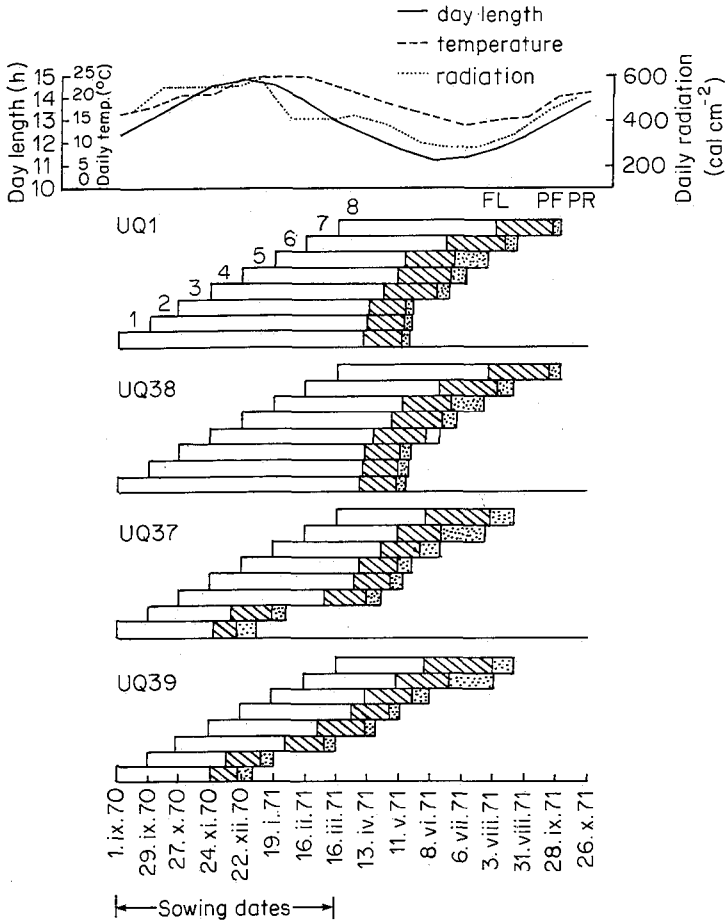 day length
temperature
radiation
Day length (h)
15
14
13
12
11
10
25
20
15
10
5
0
Daily temp. (°C)
600
400
200
Daily radiation
(cal cm⁻²)
FL PF PR
UQ1
1 2 3 4 5 6 7 8
UQ38
UQ37
UQ39
1. ix. 70
29. ix. 70
27. x. 70
24. xi. 70
22. xii. 70
19. i. 71
16. ii. 71
16. iii. 71
13. iv. 71
11. v. 71
8. vi. 71
6. vii. 71
3. viii. 71
31. viii. 71
28. ix. 71
26. x. 71
Sowing dates